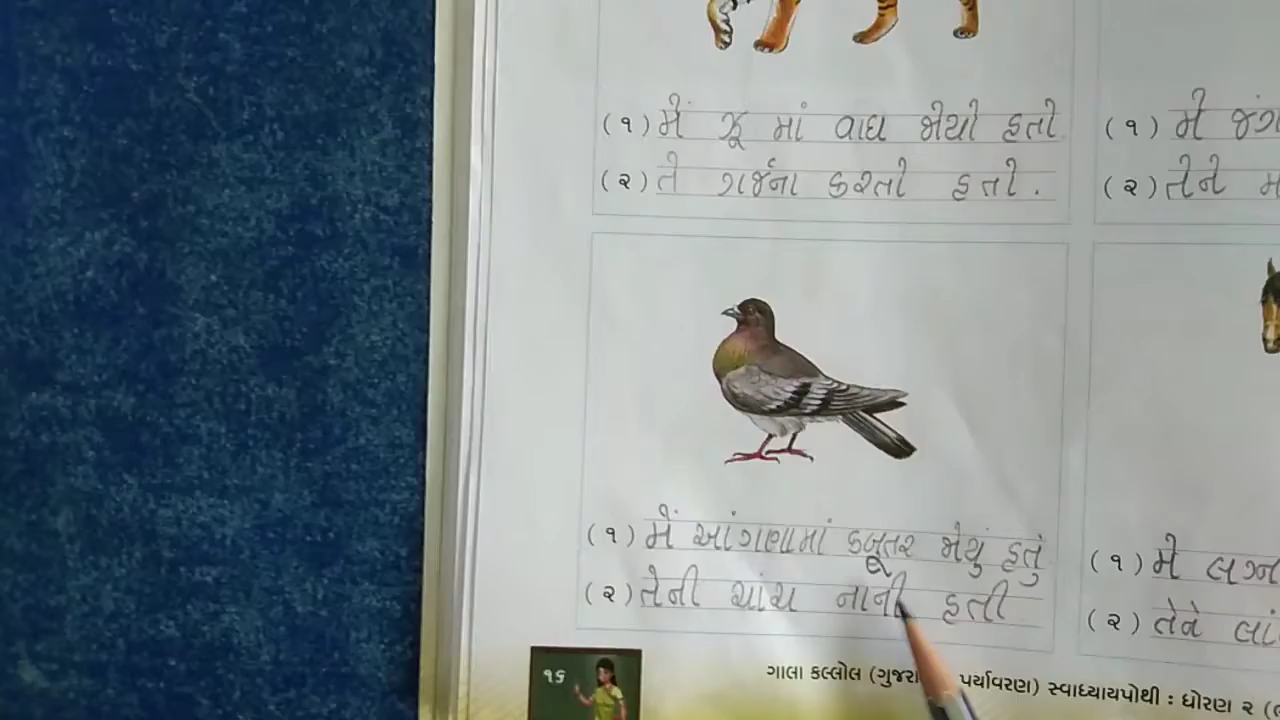 (૧) મેં ઝૂ માં વાઘ જોયો હતો
(૨) તે ગર્જના કરતો હતો.
(૧) મેં આંગણામાં કબૂતર જોયું હતું
(૨) તેની ચાંચ નાની હતી
(૧) મે
(૨) તેને
(૧) મે લગ્ન
(૨) તેને
૧૬
ગાલા કલ્લોલ પર્યાવરણ) સ્વાધ્યાયપોથી : ધોરણ ૨